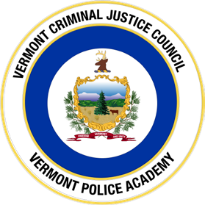 VERMONT CRIMINAL JUSTICE COUNCIL
VERMONT POLICE ACADEMY